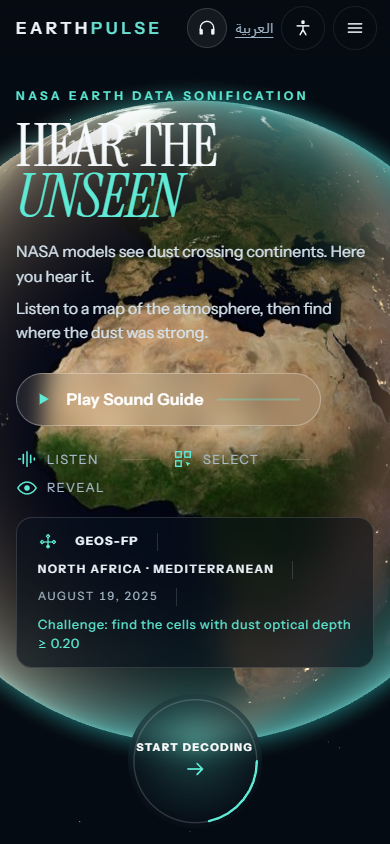 EARTHPULSE
العربية
NASA EARTH DATA SONIFICATION
HEAR THE
UNSEEN
NASA models see dust crossing continents. Here
you hear it.
Listen to a map of the atmosphere, then find
where the dust was strong.
Play Sound Guide
LISTEN
SELECT
REVEAL
GEOS-FP
NORTH AFRICA · MEDITERRANEAN
AUGUST 19, 2025
Challenge: find the cells with dust optical depth
≥ 0.20
START DECODING